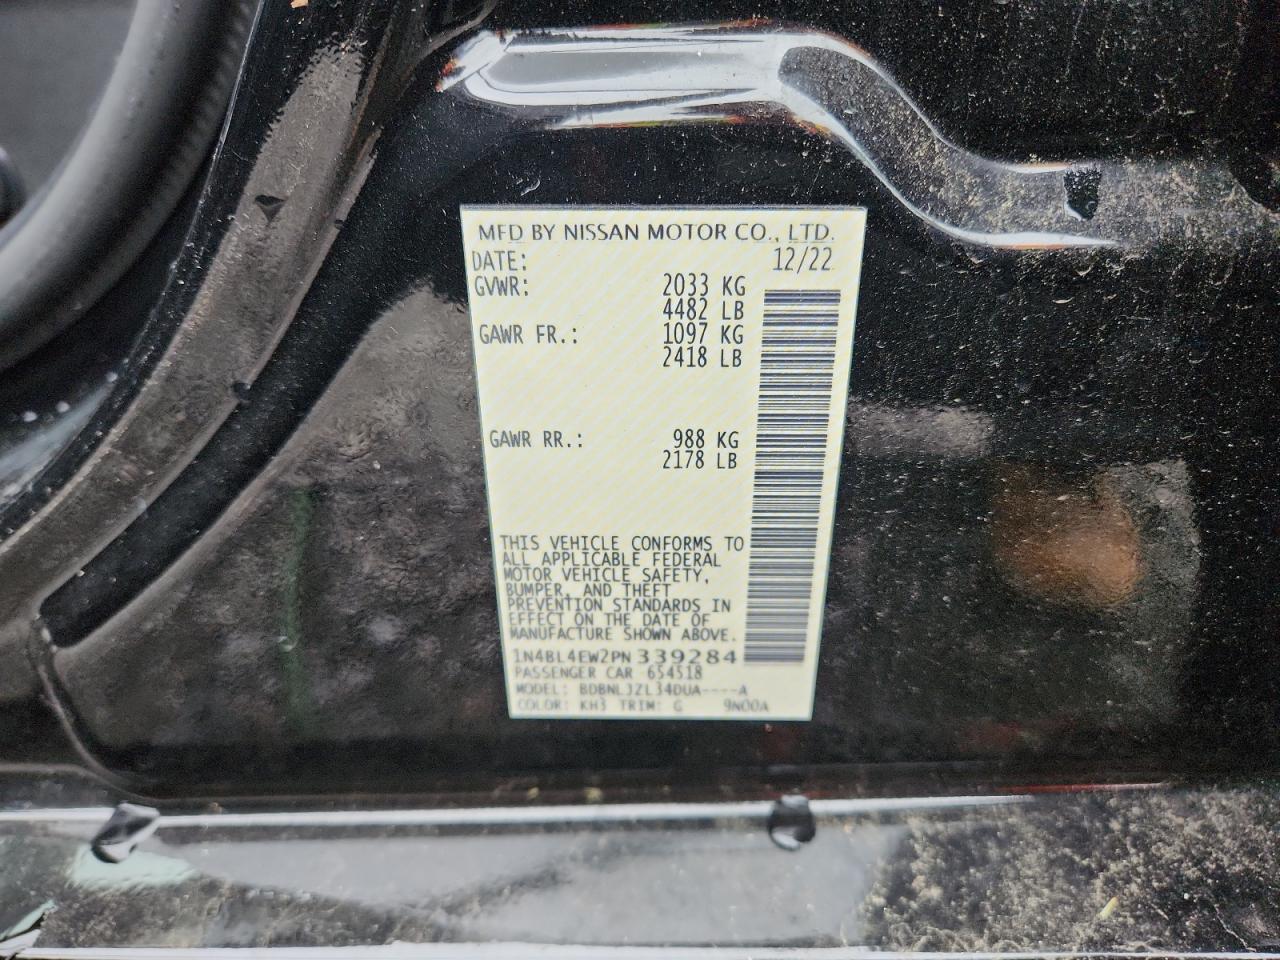 MFD BY NISSAN MOTOR CO., LTD.
DATE: 12/22
GVWR: 2033 KG
4482 LB
GAWR FR.: 1097 KG
2418 LB
GAWR RR.: 988 KG
2178 LB
THIS VEHICLE CONFORMS TO
ALL APPLICABLE FEDERAL
MOTOR VEHICLE SAFETY,
BUMPER, AND THEFT
PREVENTION STANDARDS IN
EFFECT ON THE DATE OF
MANUFACTURE SHOWN ABOVE.
1N4BL4EW2PN339284
PASSENGER CAR 654518
MODEL: BDBNLJZL34DUA----A
COLOR: KH3 TRIM: G 9N00A